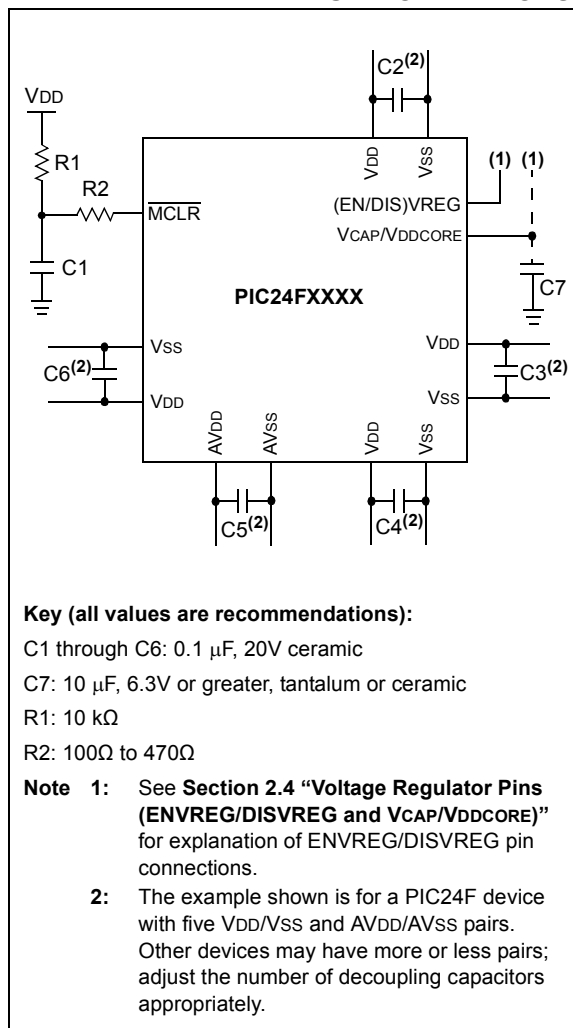 C2(2)
VDD
VDD
VSS
R1
(1) (1)
R2
(EN/DIS)VREG
MCLR
VCAP/VDDCORE
C1
C7
PIC24FXXXX
VSS
VDD
C6(2)
C3(2)
VDD
VSS
AVDD
AVSS
VDD
VSS
C5(2)
C4(2)
Key (all values are recommendations):
C1 through C6: 0.1 μF, 20V ceramic
C7: 10 μF, 6.3V or greater, tantalum or ceramic
R1: 10 kΩ
R2: 100Ω to 470Ω
Note 1: See Section 2.4 “Voltage Regulator Pins
(ENVREG/DISVREG and VCAP/VDDCORE)”
for explanation of ENVREG/DISVREG pin
connections.
2: The example shown is for a PIC24F device
with five VDD/VSS and AVDD/AVSS pairs.
Other devices may have more or less pairs;
adjust the number of decoupling capacitors
appropriately.